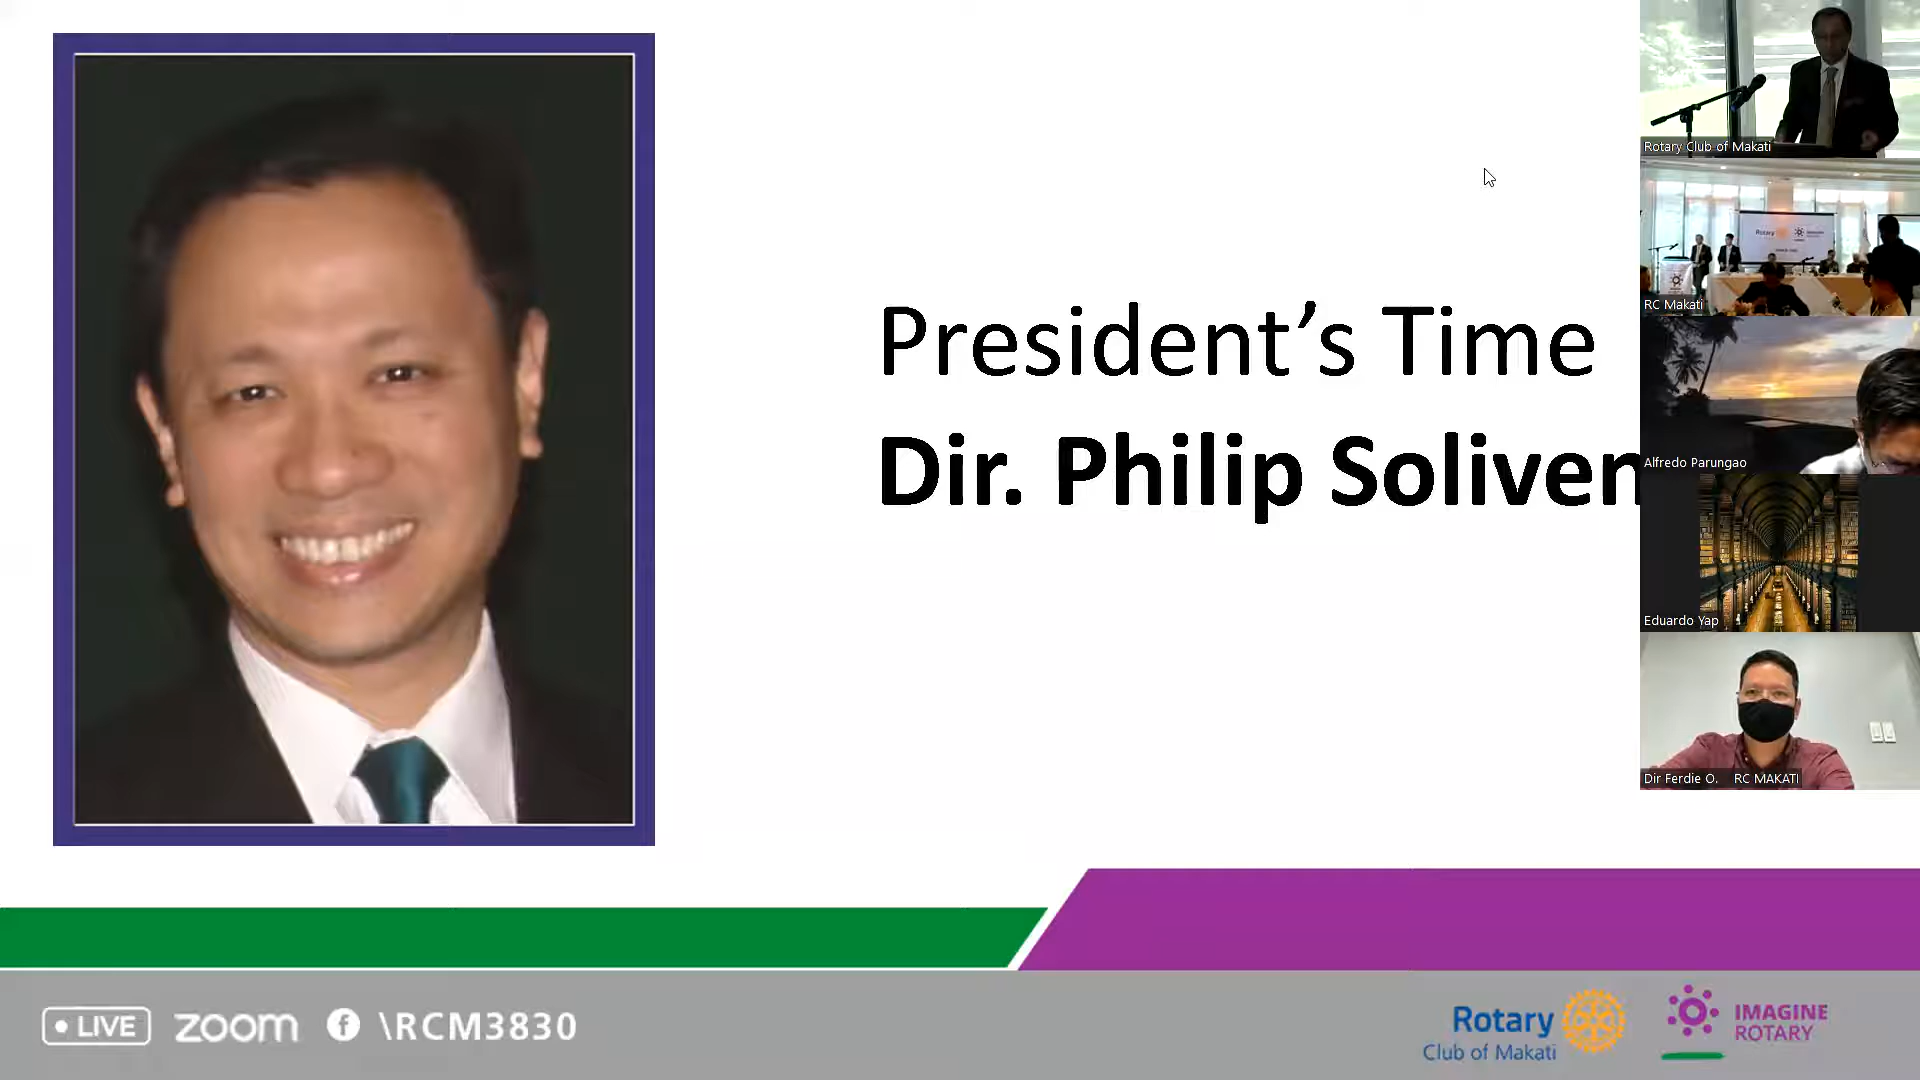 President's Time
Dir. Philip Soliven
Rotary Club of Makati
Rotary
RC Makati
Alfredo Parungao
Eduardo Yap
Dir Ferdie O. RC MAKATI
LIVE
zoom
\RCM3830
Rotary
Club of Makati
IMAGINE
ROTARY